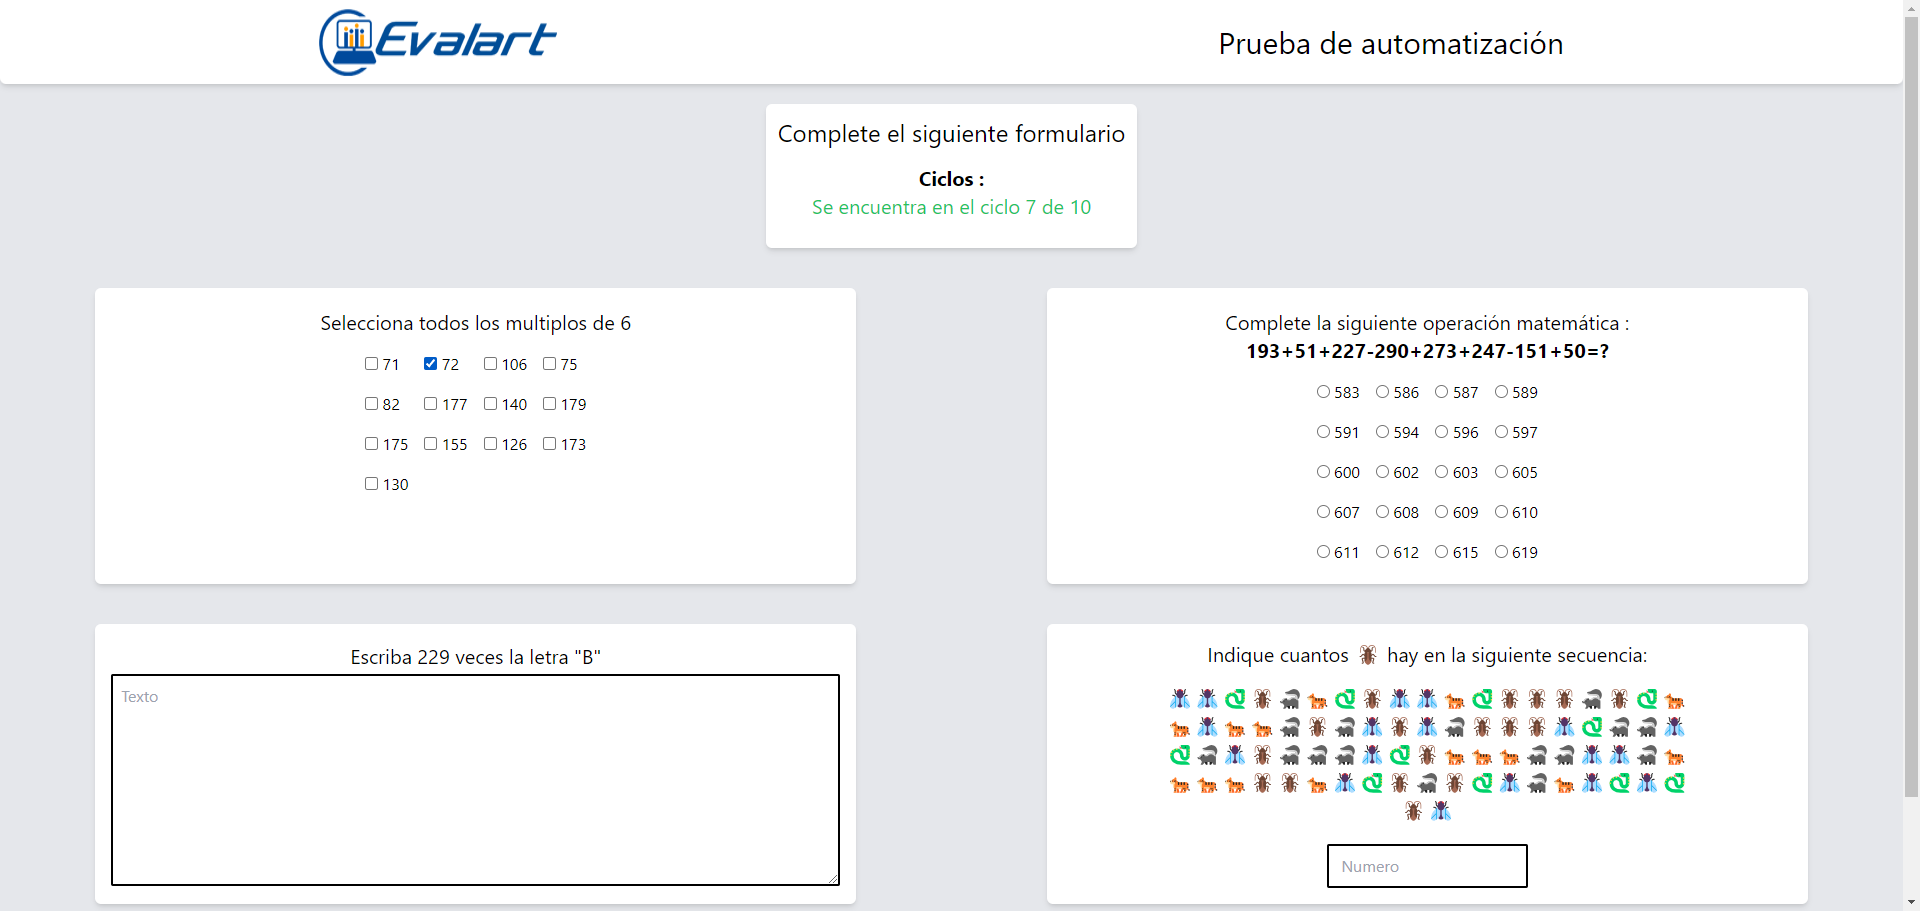 Evalart
Prueba de automatización
Complete el siguiente formulario
Ciclos :
Se encuentra en el ciclo 7 de 10
Selecciona todos los multiplos de 6
71 72 106 75
82 177 140 179
175 155 126 173
130
Complete la siguiente operación matemática :
193+51+227-290+273+247-151+50=?
583 586 587 589
591 594 596 597
600 602 603 605
607 608 609 610
611 612 615 619
Escriba 229 veces la letra "B"
Texto
Indique cuantos 🪳 hay en la siguiente secuencia:
Numero